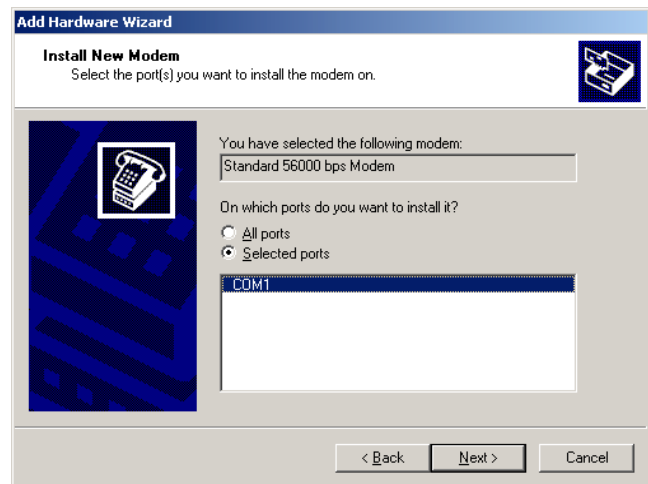 Add Hardware Wizard
Install New Modem
Select the port(s) you want to install the modem on.
You have selected the following modem:
Standard 56000 bps Modem
On which ports do you want to install it?
All ports
Selected ports
COM1
< Back
Next >
Cancel